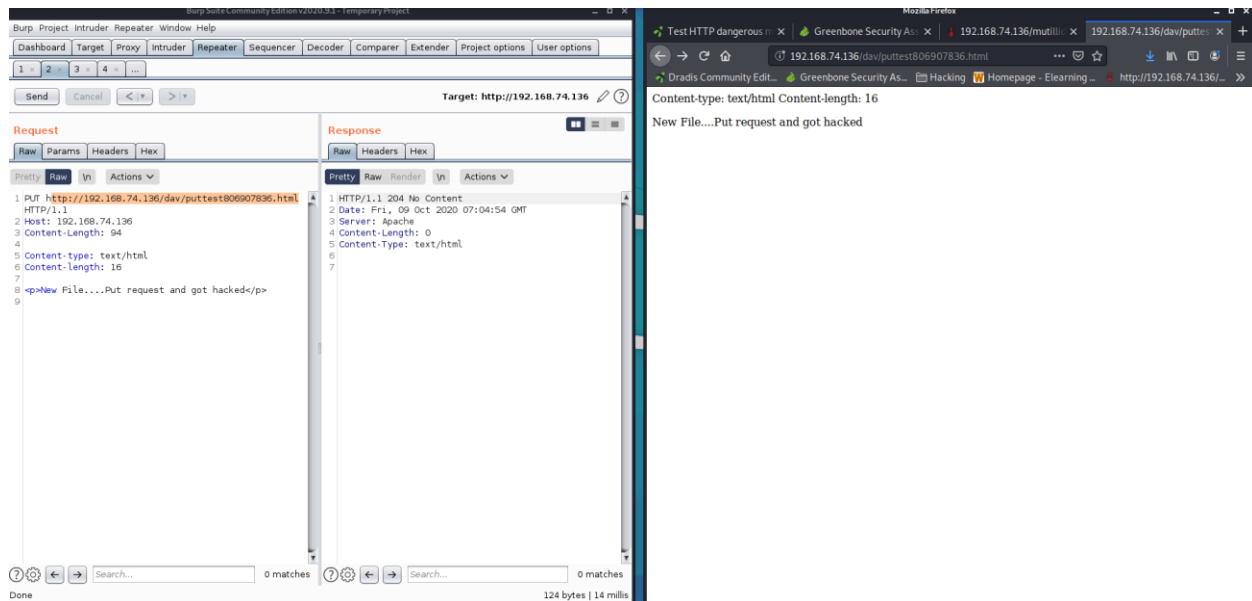 Burp Suite Community Edition v2020.9.1 - Temporary Project
Burp Project Intruder Repeater Window Help
Dashboard Target Proxy Intruder Repeater Sequencer Decoder Comparer Extender Project options User options
1 × 2 × 3 × 4 × ...
Send Cancel < > Target: http://192.168.74.136
Request
Raw Params Headers Hex
Pretty Raw \n Actions
1 PUT http://192.168.74.136/dav/puttest806907836.html
HTTP/1.1
2 Host: 192.168.74.136
3 Content-Length: 94
4
5 Content-type: text/html
6 Content-length: 16
7
8 <p>New File....Put request and got hacked</p>
9
Search... 0 matches
Done
Response
Raw Headers Hex
Pretty Raw Render \n Actions
1 HTTP/1.1 204 No Content
2 Date: Fri, 09 Oct 2020 07:04:54 GMT
3 Server: Apache
4 Content-Length: 0
5 Content-Type: text/html
6
7
Search... 0 matches
124 bytes | 14 millis
Mozilla Firefox
Test HTTP dangerous m × Greenbone Security Ass × 192.168.74.136/mutillid × 192.168.74.136/dav/puttes × +
192.168.74.136/dav/puttest806907836.html
Dradis Community Edit... Greenbone Security As... Hacking Homepage - Elearning ... http://192.168.74.136/... »
Content-type: text/html Content-length: 16
New File....Put request and got hacked